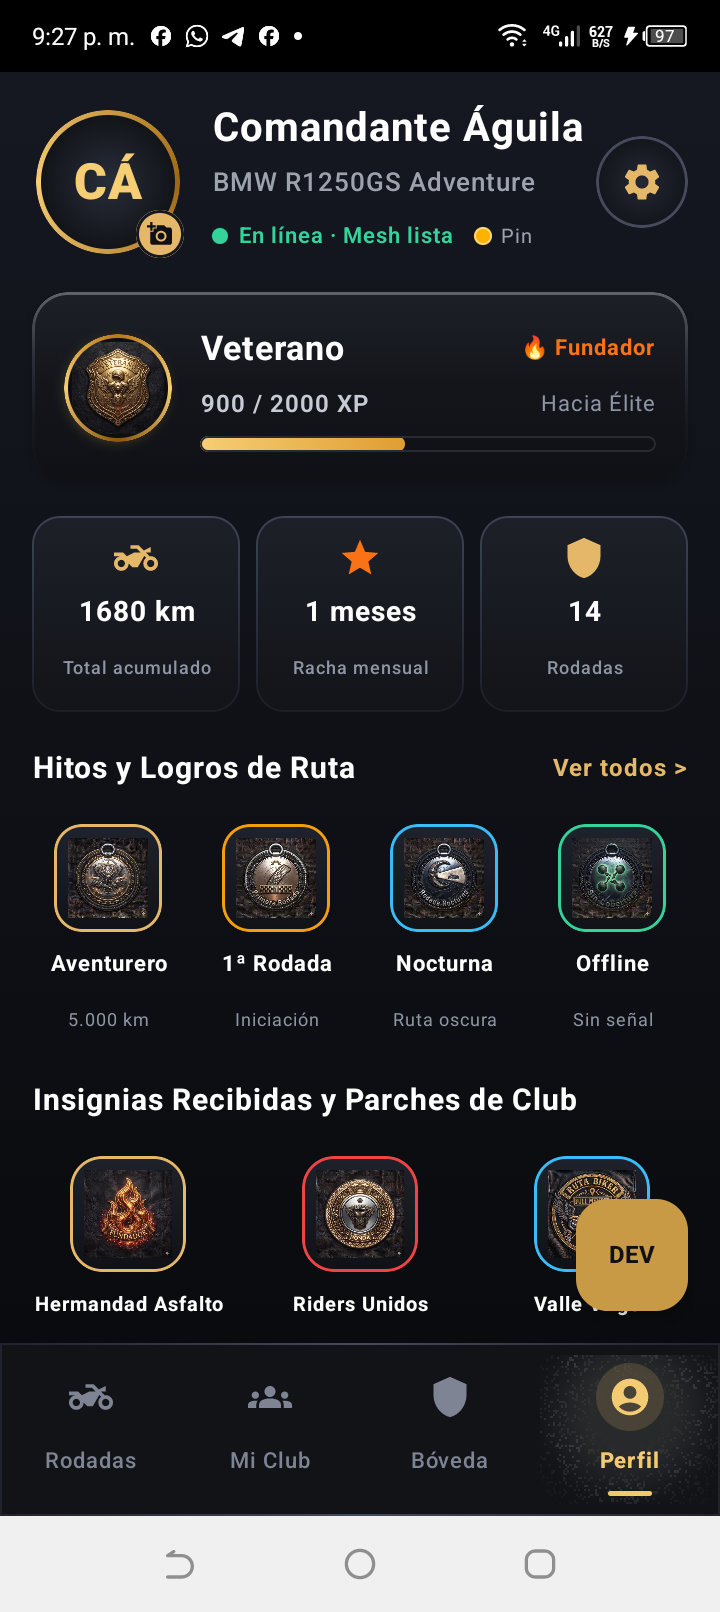 9:27 p. m.
4G
627
B/S
97
CÁ
Comandante Águila
BMW R1250GS Adventure
En línea · Mesh lista
Pin
Veterano
🔥 Fundador
900 / 2000 XP
Hacia Élite
1680 km
1 meses
14
Total acumulado
Racha mensual
Rodadas
Hitos y Logros de Ruta
Ver todos >
Aventurero
1ª Rodada
Nocturna
Offline
5.000 km
Iniciación
Ruta oscura
Sin señal
Insignias Recibidas y Parches de Club
FUNDADOR
RUTA BIKER
DEV
Hermandad Asfalto
Riders Unidos
Valle
Rodadas
Mi Club
Bóveda
Perfil